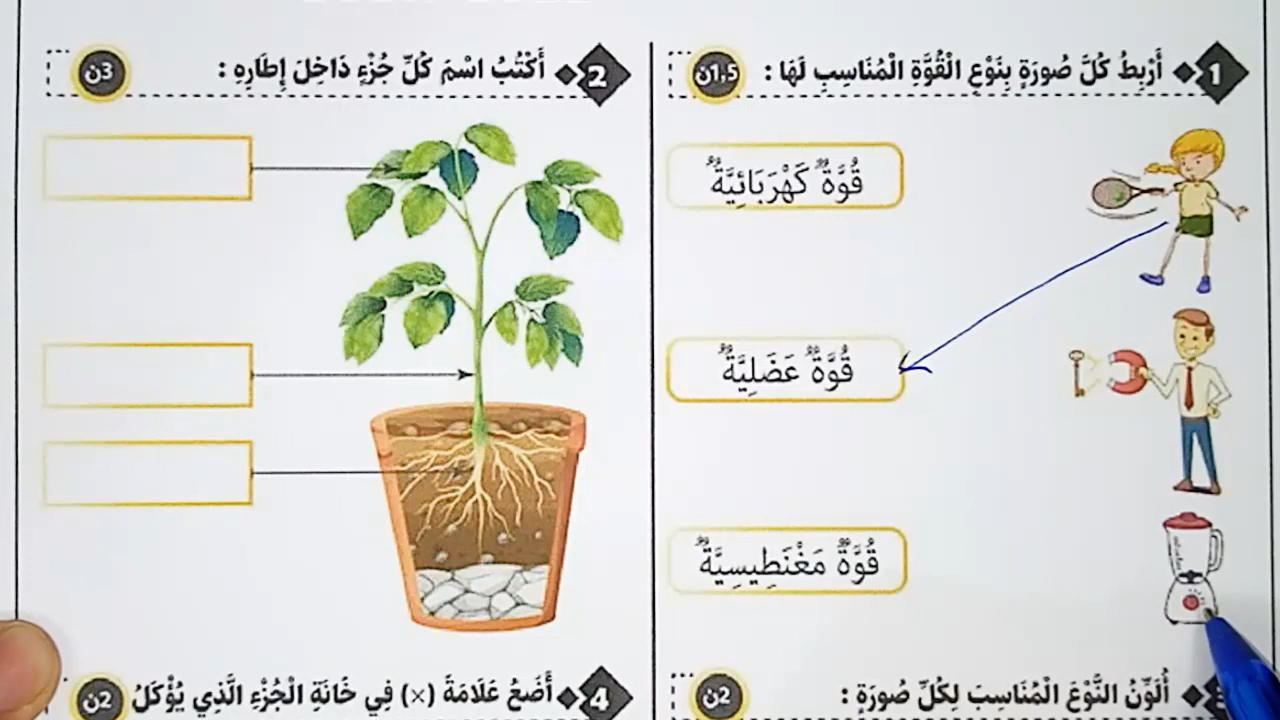 1 أَرْبِطُ كُلَّ صُورَةٍ بِنَوْعِ الْقُوَّةِ الْمُنَاسِبِ لَهَا : 1,5ن
قُوَّةٌ كَهْرَبَائِيَّةٌ
قُوَّةٌ عَضَلِيَّةٌ
قُوَّةٌ مَغْنَطِيسِيَّةٌ
2 أَكْتُبُ اسْمَ كُلِّ جُزْءٍ دَاخِلَ إِطَارِهِ : 3ن
أُلَوِّنُ النَّوْعَ الْمُنَاسِبَ لِكُلِّ صُورَةٍ : 2ن
4 أَضَعُ عَلَامَةَ (×) فِي خَانَةِ الْجُزْءِ الَّذِي يُؤْكَلُ 2ن